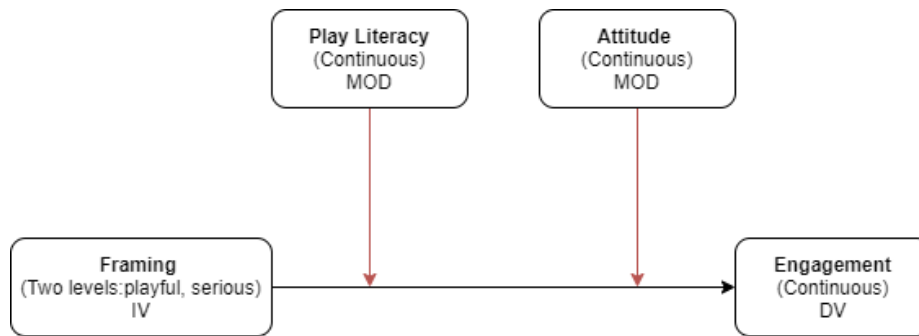 Play Literacy
(Continuous)
MOD
Attitude
(Continuous)
MOD
Framing
(Two levels:playful, serious)
IV
Engagement
(Continuous)
DV